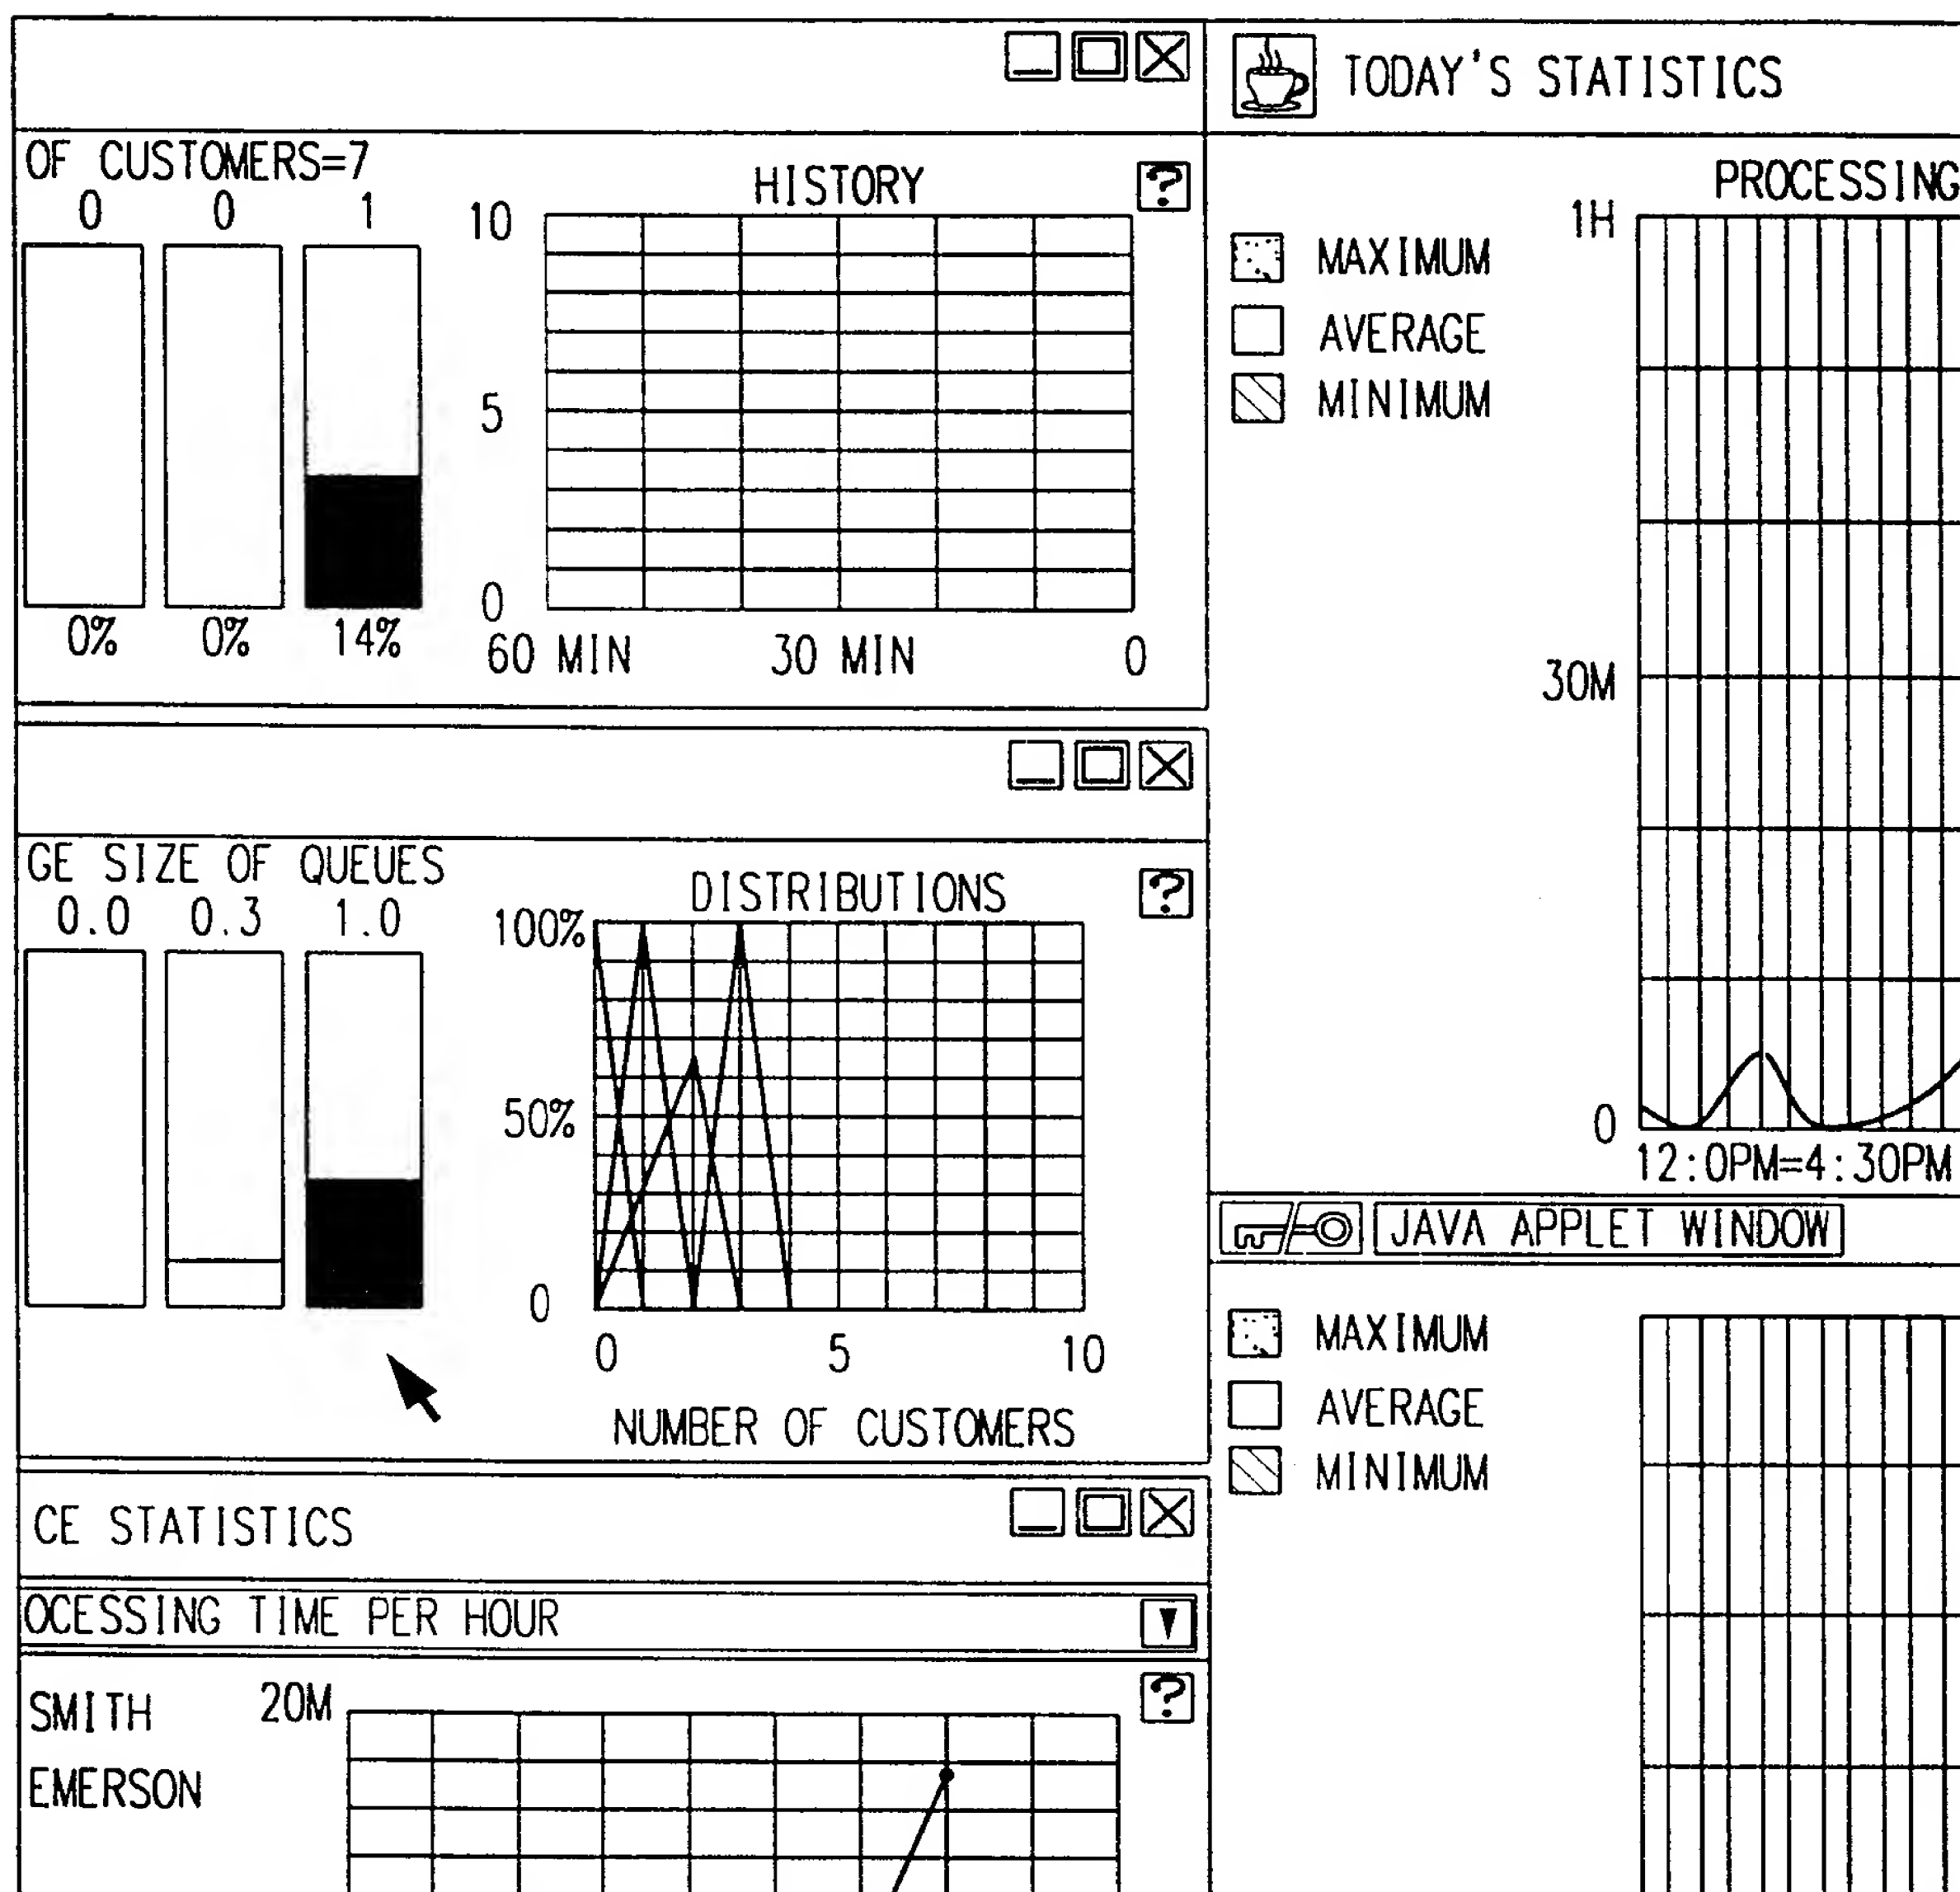 OF CUSTOMERS=7
0 0 1
0% 0% 14%
HISTORY
?
10
5
0
60 MIN 30 MIN 0
GE SIZE OF QUEUES
0.0 0.3 1.0
DISTRIBUTIONS
?
100%
50%
0
0 5 10
NUMBER OF CUSTOMERS
CE STATISTICS
OCESSING TIME PER HOUR
SMITH
EMERSON
20M
?
TODAY'S STATISTICS
PROCESSING
MAXIMUM
AVERAGE
MINIMUM
1H
30M
0
12:0PM=4:30PM
JAVA APPLET WINDOW
MAXIMUM
AVERAGE
MINIMUM